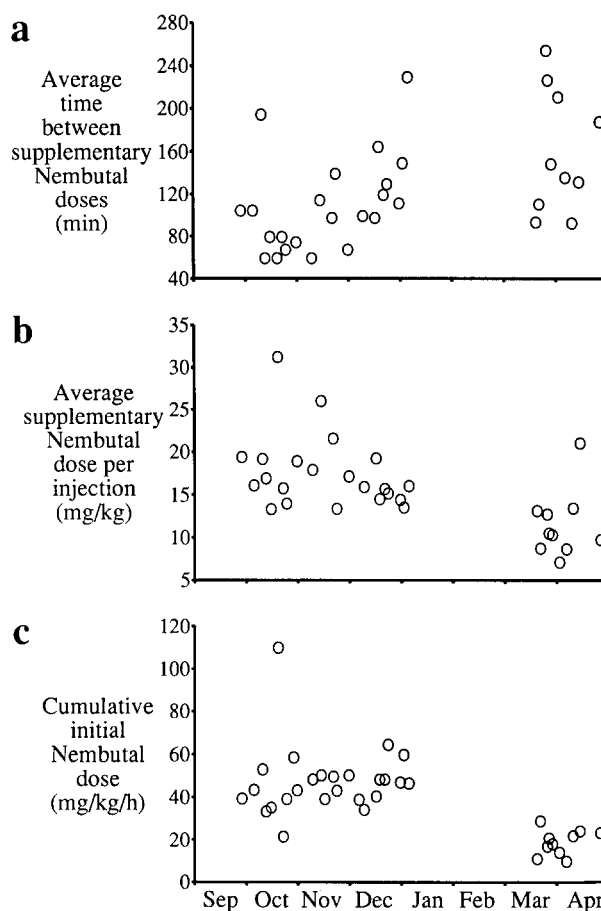 a
Average
time
between
supplementary
Nembutal
doses
(min)
280
240
200
160
120
80
40
b
Average
supplementary
Nembutal
dose per
injection
(mg/kg)
35
30
25
20
15
10
5
c
Cumulative
initial
Nembutal
dose
(mg/kg/h)
120
100
80
60
40
20
0
Sep Oct Nov Dec Jan Feb Mar Apr